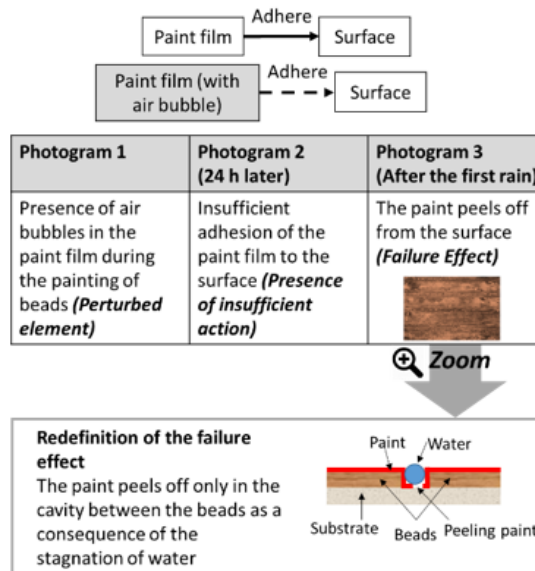 Adhere
Paint film
Surface
Paint film (with
air bubble)
Adhere
Surface
Photogram 1
Photogram 2
(24 h later)
Photogram 3
(After the first rain)
Presence of air
bubbles in the
paint film during
the painting of
beads (Perturbed
element)
Insufficient
adhesion of the
paint film to the
surface (Presence
of insufficient
action)
The paint peels off
from the surface
(Failure Effect)
Zoom
Redefinition of the failure
effect
The paint peels off only in the
cavity between the beads as a
consequence of the
stagnation of water
Paint
Water
Substrate
Beads
Peeling paint